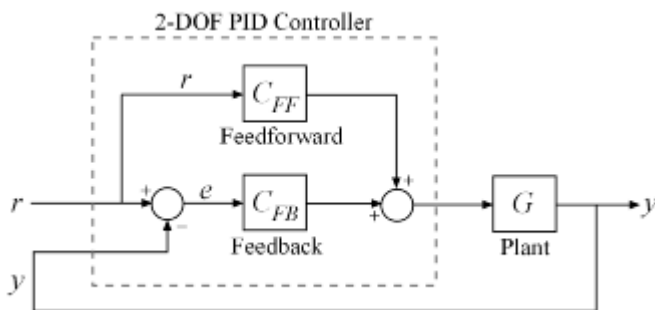 2-DOF PID Controller
r
C_FF
Feedforward
+
r
+
e
C_FB
+
G
y
−
Feedback
Plant
y